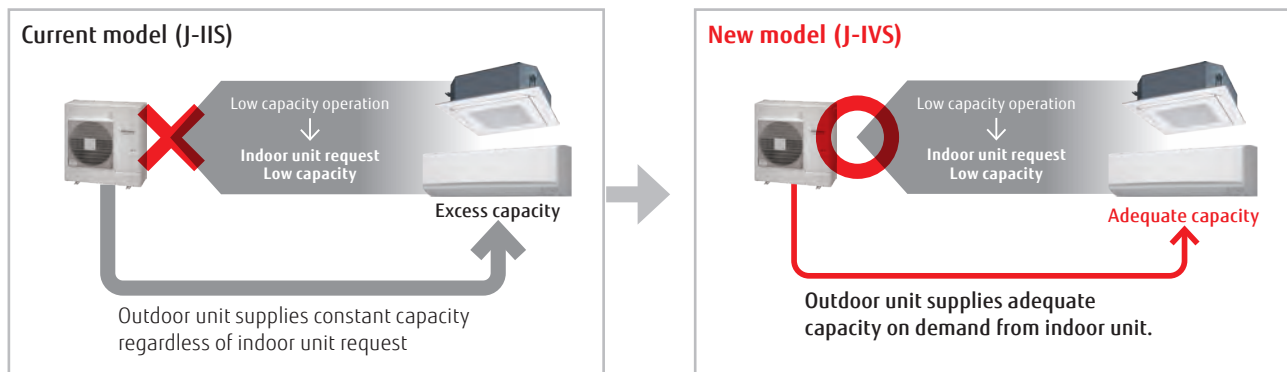 Current model (J-IIS)
Low capacity operation
↓
Indoor unit request
Low capacity
Excess capacity
Outdoor unit supplies constant capacity
regardless of indoor unit request
New model (J-IVS)
Low capacity operation
↓
Indoor unit request
Low capacity
Adequate capacity
Outdoor unit supplies adequate
capacity on demand from indoor unit.